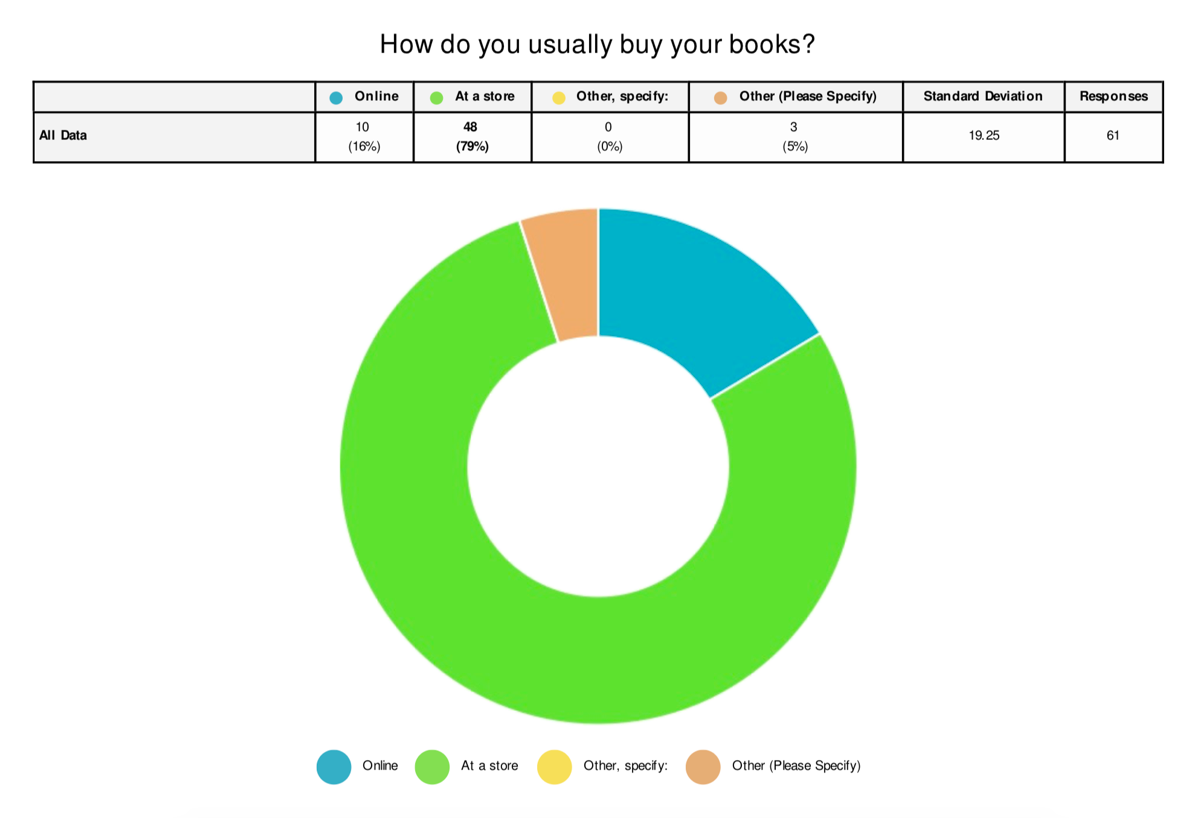 How do you usually buy your books?
Online At a store Other, specify: Other (Please Specify) Standard Deviation Responses
All Data
10 48 0 3
(16%) (79%) (0%) (5%)
19.25 61
Online At a store Other, specify: Other (Please Specify)